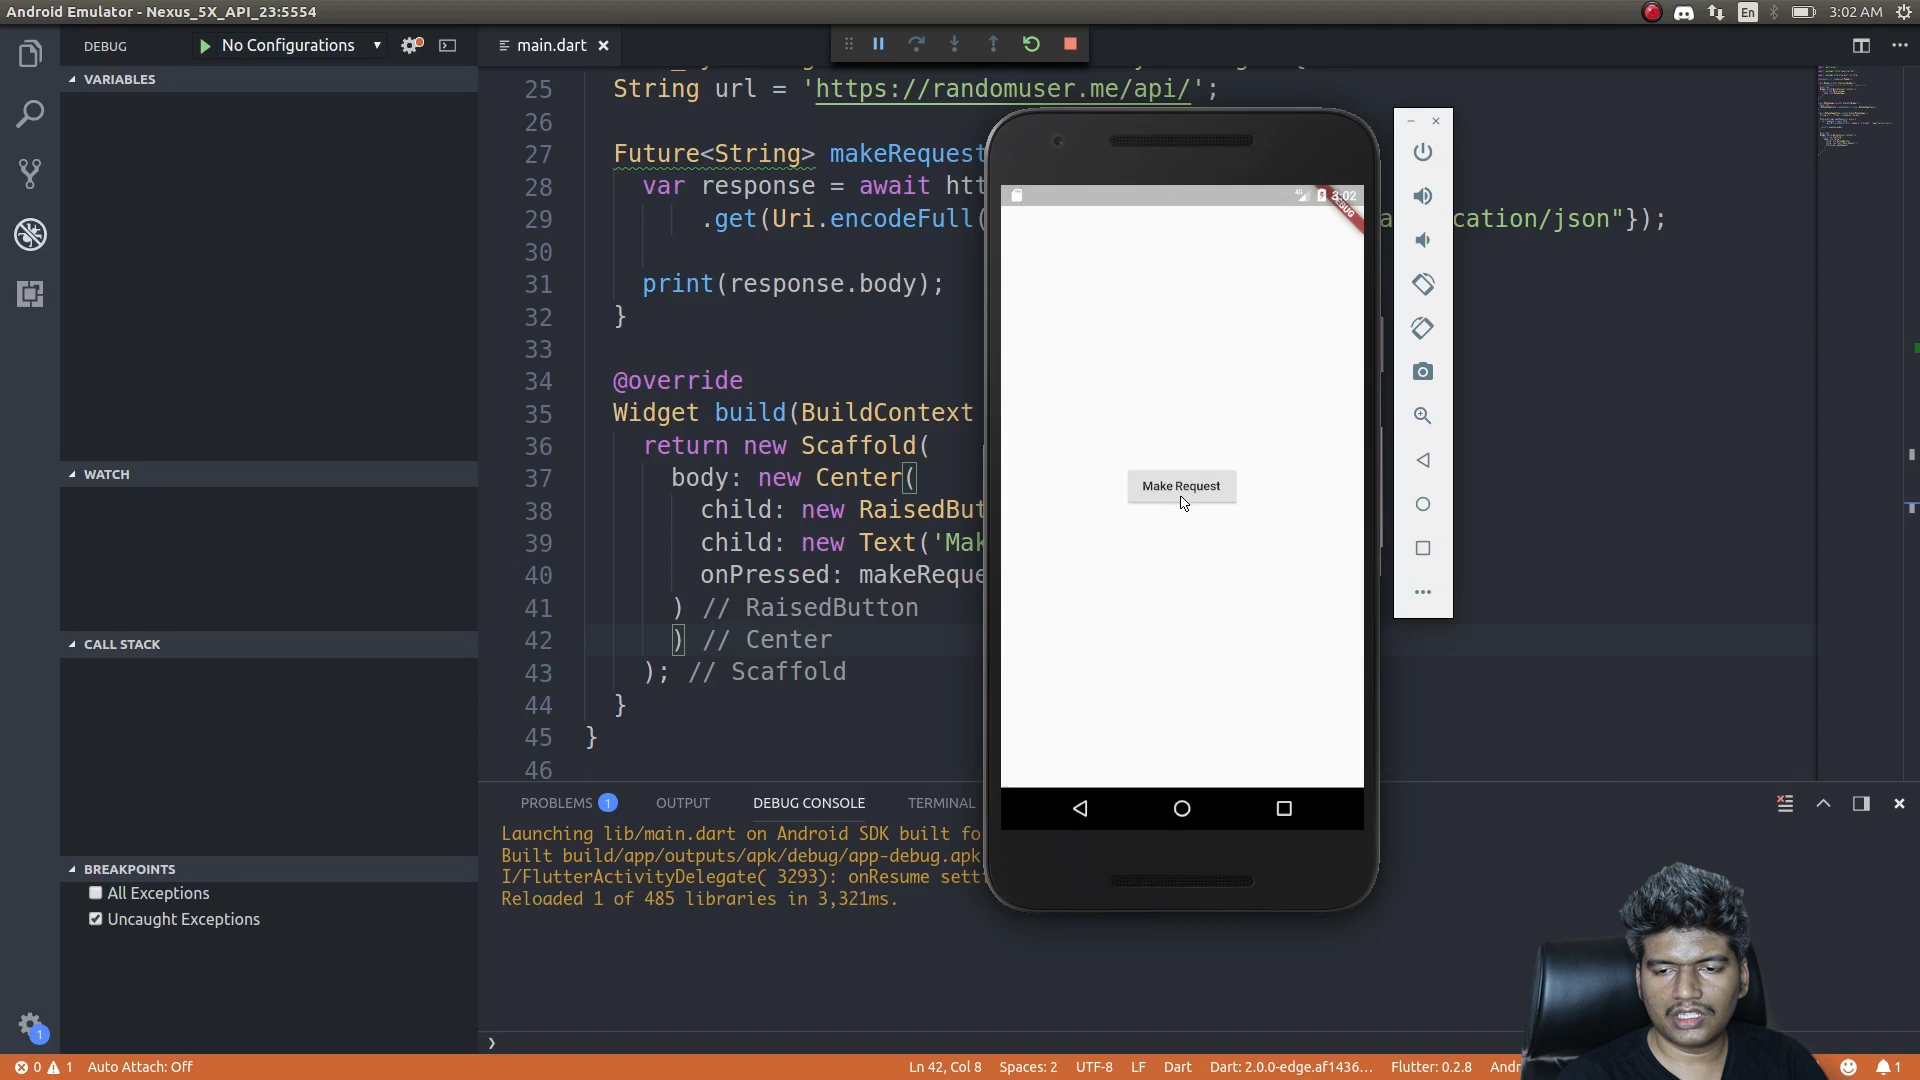 Android Emulator - Nexus_5X_API_23:5554
En
3:02 AM
DEBUG
No Configurations
main.dart
VARIABLES
WATCH
CALL STACK
BREAKPOINTS
All Exceptions
Uncaught Exceptions
25 String url = 'https://randomuser.me/api/';
26
27 Future<String> makeRequest
28 var response = await htt
29 .get(Uri.encodeFull( cation/json"});
30
31 print(response.body);
32 }
33
34 @override
35 Widget build(BuildContext
36 return new Scaffold(
37 body: new Center(
38 child: new RaisedBut
39 child: new Text('Mak
40 onPressed: makeReque
41 ) // RaisedButton
42 ) // Center
43 ); // Scaffold
44 }
45 }
46
3:02
DEBUG
Make Request
PROBLEMS 1
OUTPUT
DEBUG CONSOLE
TERMINAL
Launching lib/main.dart on Android SDK built fo
Built build/app/outputs/apk/debug/app-debug.apk
I/FlutterActivityDelegate( 3293): onResume setti
Reloaded 1 of 485 libraries in 3,321ms.
1
0 1 Auto Attach: Off
Ln 42, Col 8
Spaces: 2
UTF-8
LF
Dart
Dart: 2.0.0-edge.af1436...
Flutter: 0.2.8
Andr
1